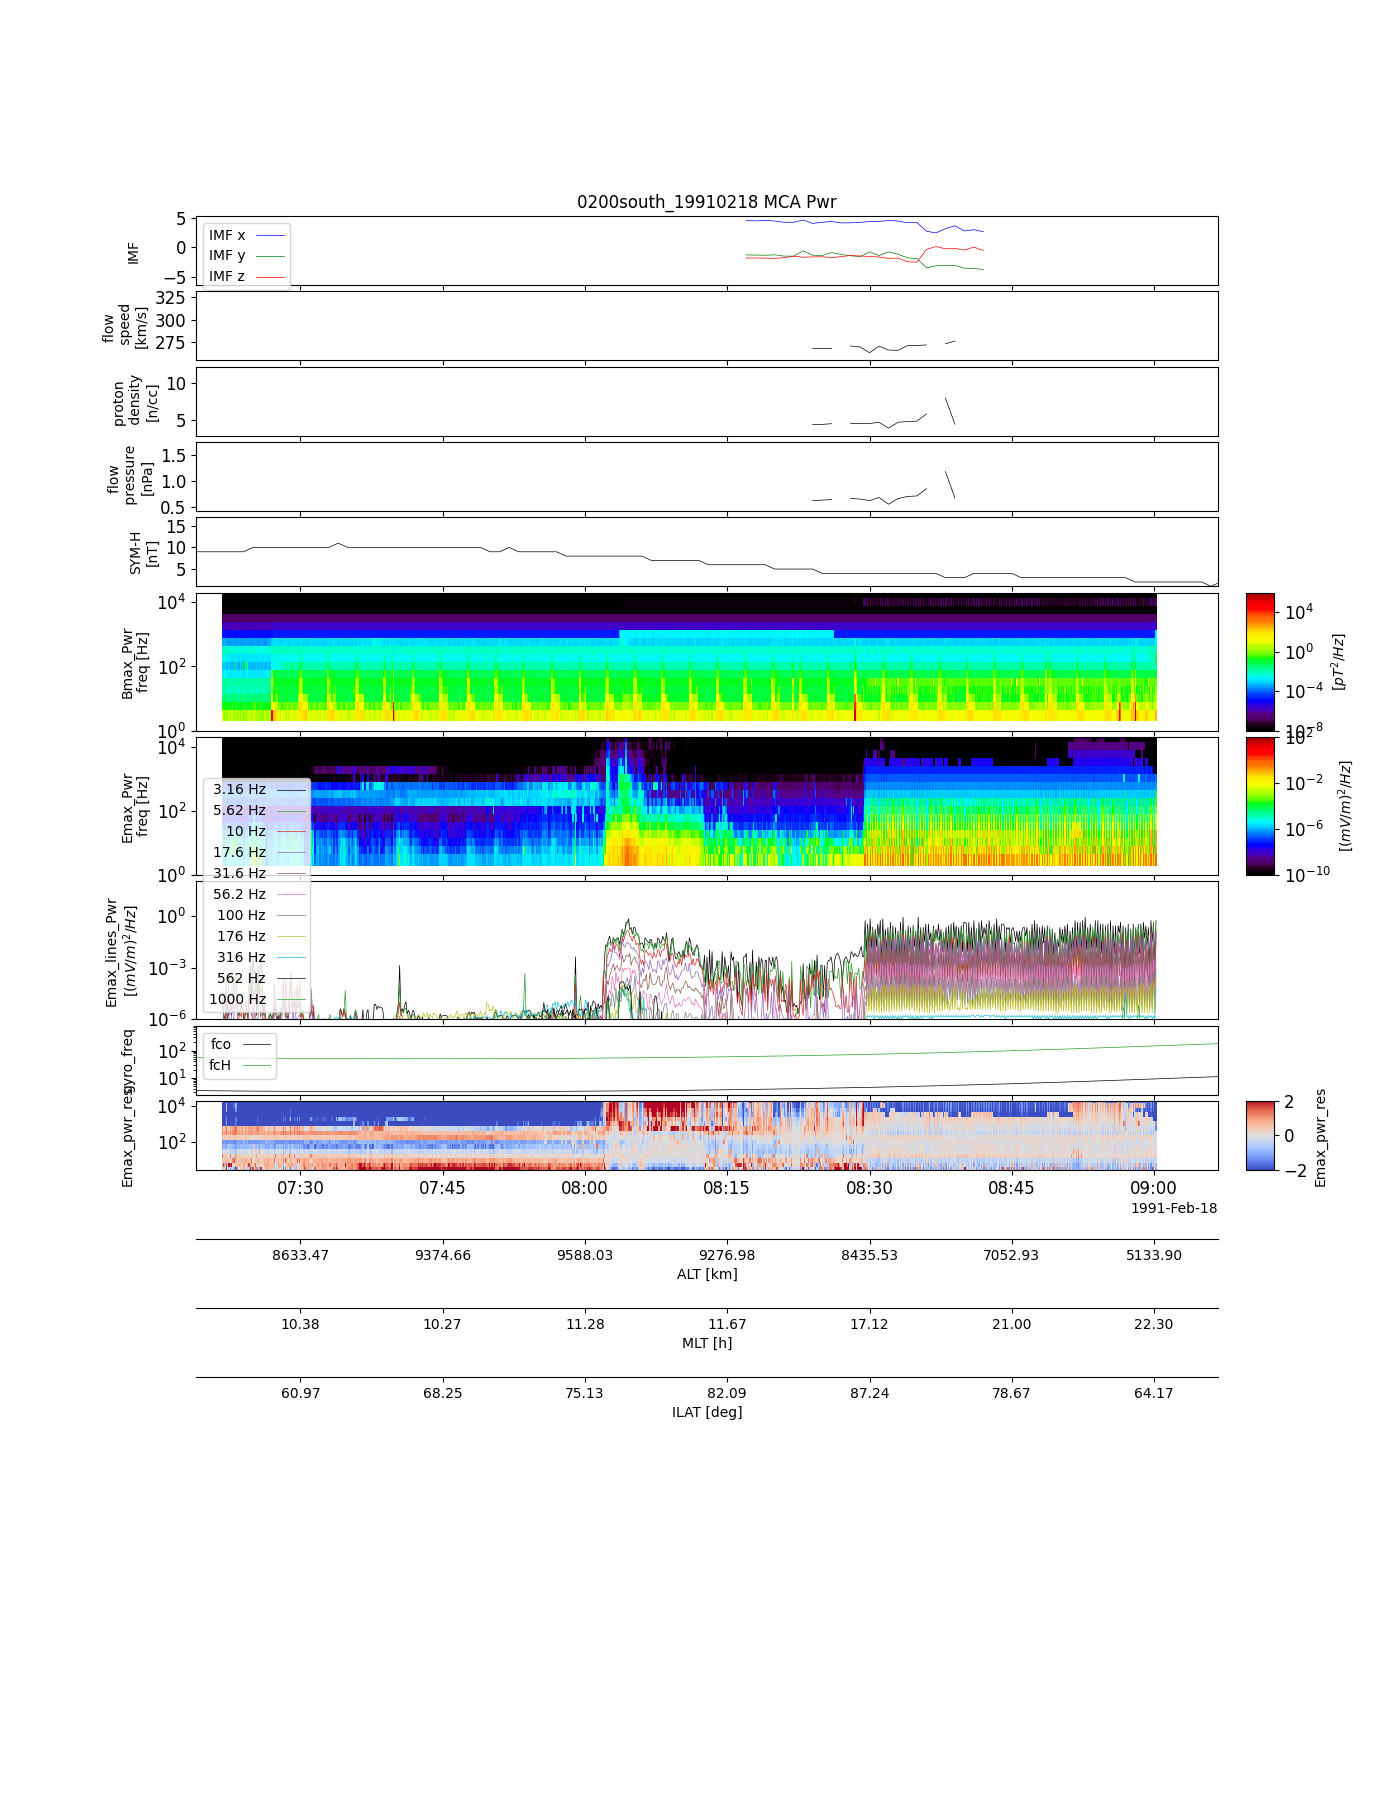 0200south_19910218 MCA Pwr
IMF
5
0
−5
IMF x
IMF y
IMF z
flow
speed
[km/s]
325
300
275
proton
density
[n/cc]
10
5
flow
pressure
[nPa]
1.5
1.0
0.5
SYM-H
[nT]
15
10
5
Bmax_Pwr
freq [Hz]
10^4
10^2
10^0
10^4
10^0
10^−4
10^−8
[pT^2/Hz]
Emax_Pwr
freq [Hz]
10^4
10^2
10^0
10^2
10^−2
10^−6
10^−10
[(mV/m)^2/Hz]
3.16 Hz
5.62 Hz
10 Hz
17.6 Hz
31.6 Hz
56.2 Hz
100 Hz
176 Hz
316 Hz
562 Hz
1000 Hz
Emax_lines_Pwr
[(mV/m)^2/Hz]
10^0
10^−3
10^−6
gyro_freq
10^2
10^1
fco
fcH
Emax_pwr_res
10^4
10^2
2
0
−2
Emax_pwr_res
07:30 07:45 08:00 08:15 08:30 08:45 09:00
1991-Feb-18
8633.47 9374.66 9588.03 9276.98 8435.53 7052.93 5133.90
ALT [km]
10.38 10.27 11.28 11.67 17.12 21.00 22.30
MLT [h]
60.97 68.25 75.13 82.09 87.24 78.67 64.17
ILAT [deg]